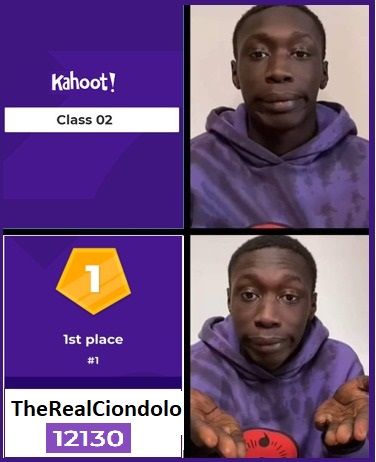 Kahoot!
Class 02
1
1st place
#1
TheRealCiondolo
12130